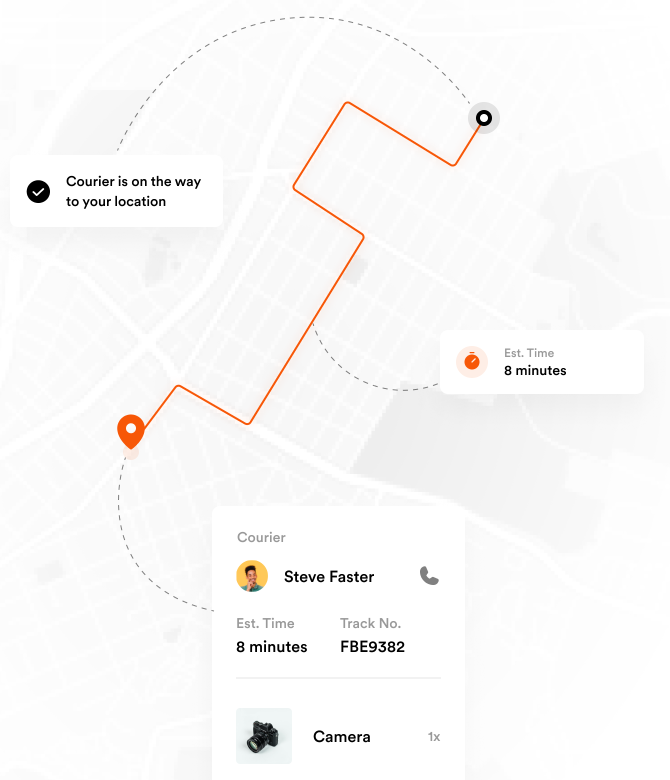 Courier is on the way
to your location
Est. Time
8 minutes
Courier
Steve Faster
Est. Time
Track No.
8 minutes
FBE9382
Camera
1x